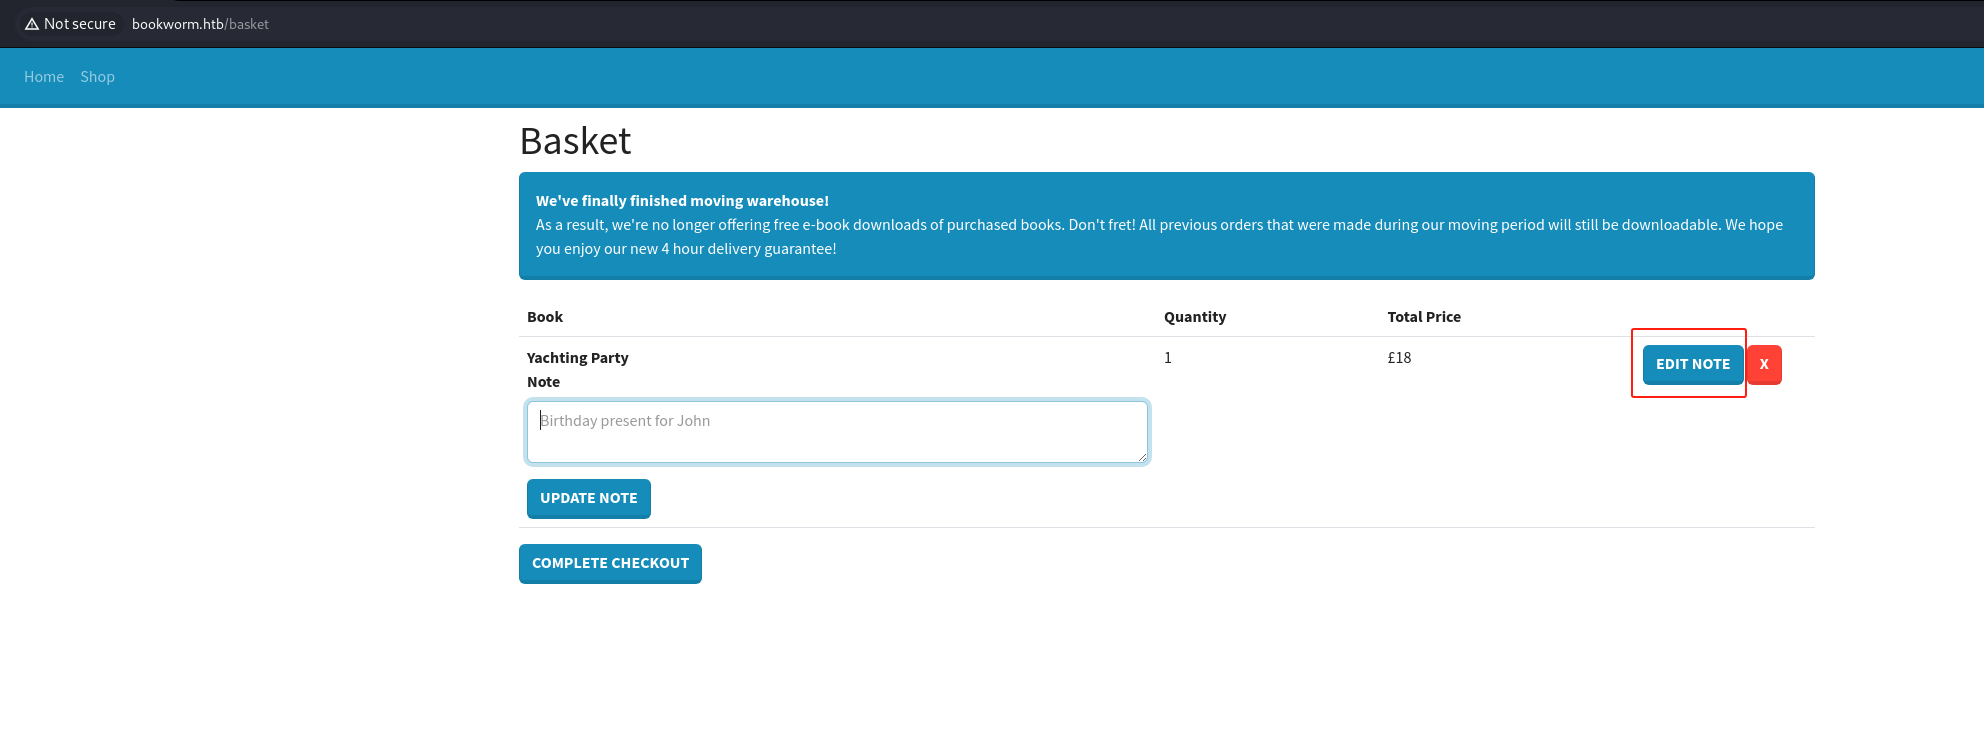 Not secure bookworm.htb/basket
Home Shop
Basket
We've finally finished moving warehouse!
As a result, we're no longer offering free e-book downloads of purchased books. Don't fret! All previous orders that were made during our moving period will still be downloadable. We hope
you enjoy our new 4 hour delivery guarantee!
Book Quantity Total Price
Yachting Party 1 £18 EDIT NOTE X
Note
Birthday present for John
UPDATE NOTE
COMPLETE CHECKOUT